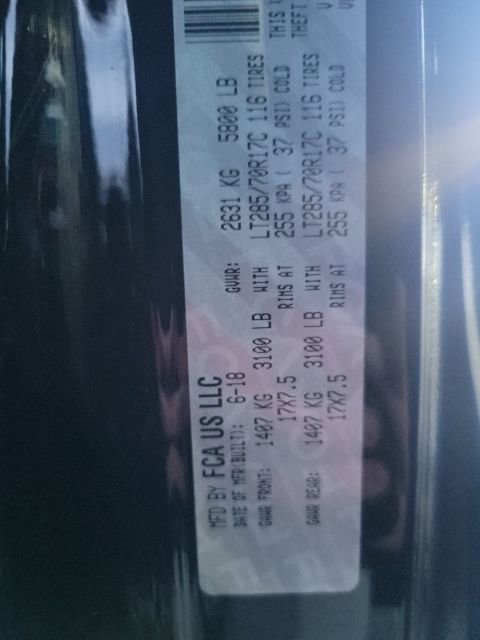 MFD BY FCA US LLC
DATE OF MFR(BUILT): 6-18 GVWR: 2631 KG 5800 LB
GAWR FRONT: 1407 KG 3100 LB WITH LT285/70R17C 116 TIRES
17X7.5 RIMS AT 255 KPA ( 37 PSI) COLD
GAWR REAR: 1407 KG 3100 LB WITH LT285/70R17C 116 TIRES
17X7.5 RIMS AT 255 KPA ( 37 PSI) COLD
THIS
THEFT